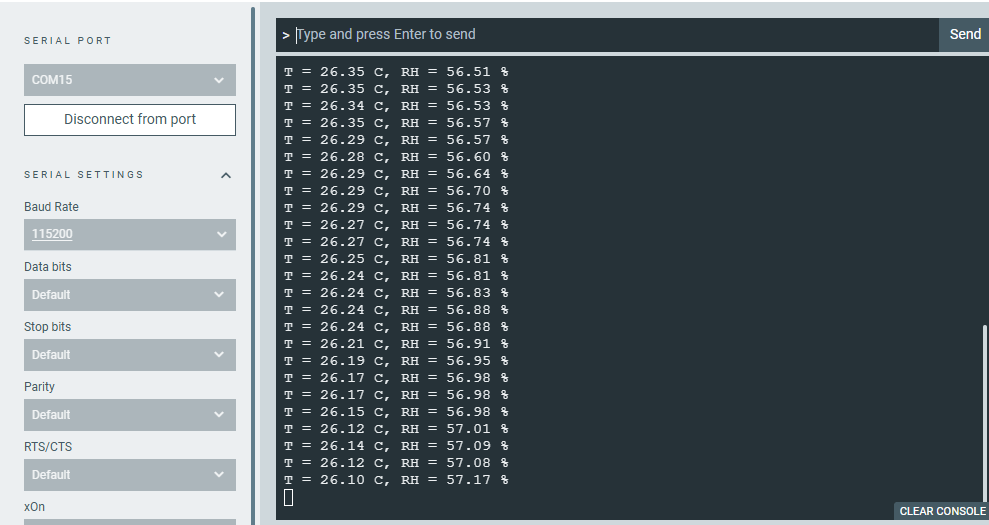 SERIAL PORT
COM15
Disconnect from port
SERIAL SETTINGS
Baud Rate
115200
Data bits
Default
Stop bits
Default
Parity
Default
RTS/CTS
Default
xOn
> Type and press Enter to send
Send
T = 26.35 C, RH = 56.51 %
T = 26.35 C, RH = 56.53 %
T = 26.34 C, RH = 56.53 %
T = 26.35 C, RH = 56.57 %
T = 26.29 C, RH = 56.57 %
T = 26.28 C, RH = 56.60 %
T = 26.29 C, RH = 56.64 %
T = 26.29 C, RH = 56.70 %
T = 26.29 C, RH = 56.74 %
T = 26.27 C, RH = 56.74 %
T = 26.27 C, RH = 56.74 %
T = 26.25 C, RH = 56.81 %
T = 26.24 C, RH = 56.81 %
T = 26.24 C, RH = 56.83 %
T = 26.24 C, RH = 56.88 %
T = 26.24 C, RH = 56.88 %
T = 26.21 C, RH = 56.91 %
T = 26.19 C, RH = 56.95 %
T = 26.17 C, RH = 56.98 %
T = 26.17 C, RH = 56.98 %
T = 26.15 C, RH = 56.98 %
T = 26.12 C, RH = 57.01 %
T = 26.14 C, RH = 57.09 %
T = 26.12 C, RH = 57.08 %
T = 26.10 C, RH = 57.17 %
CLEAR CONSOLE